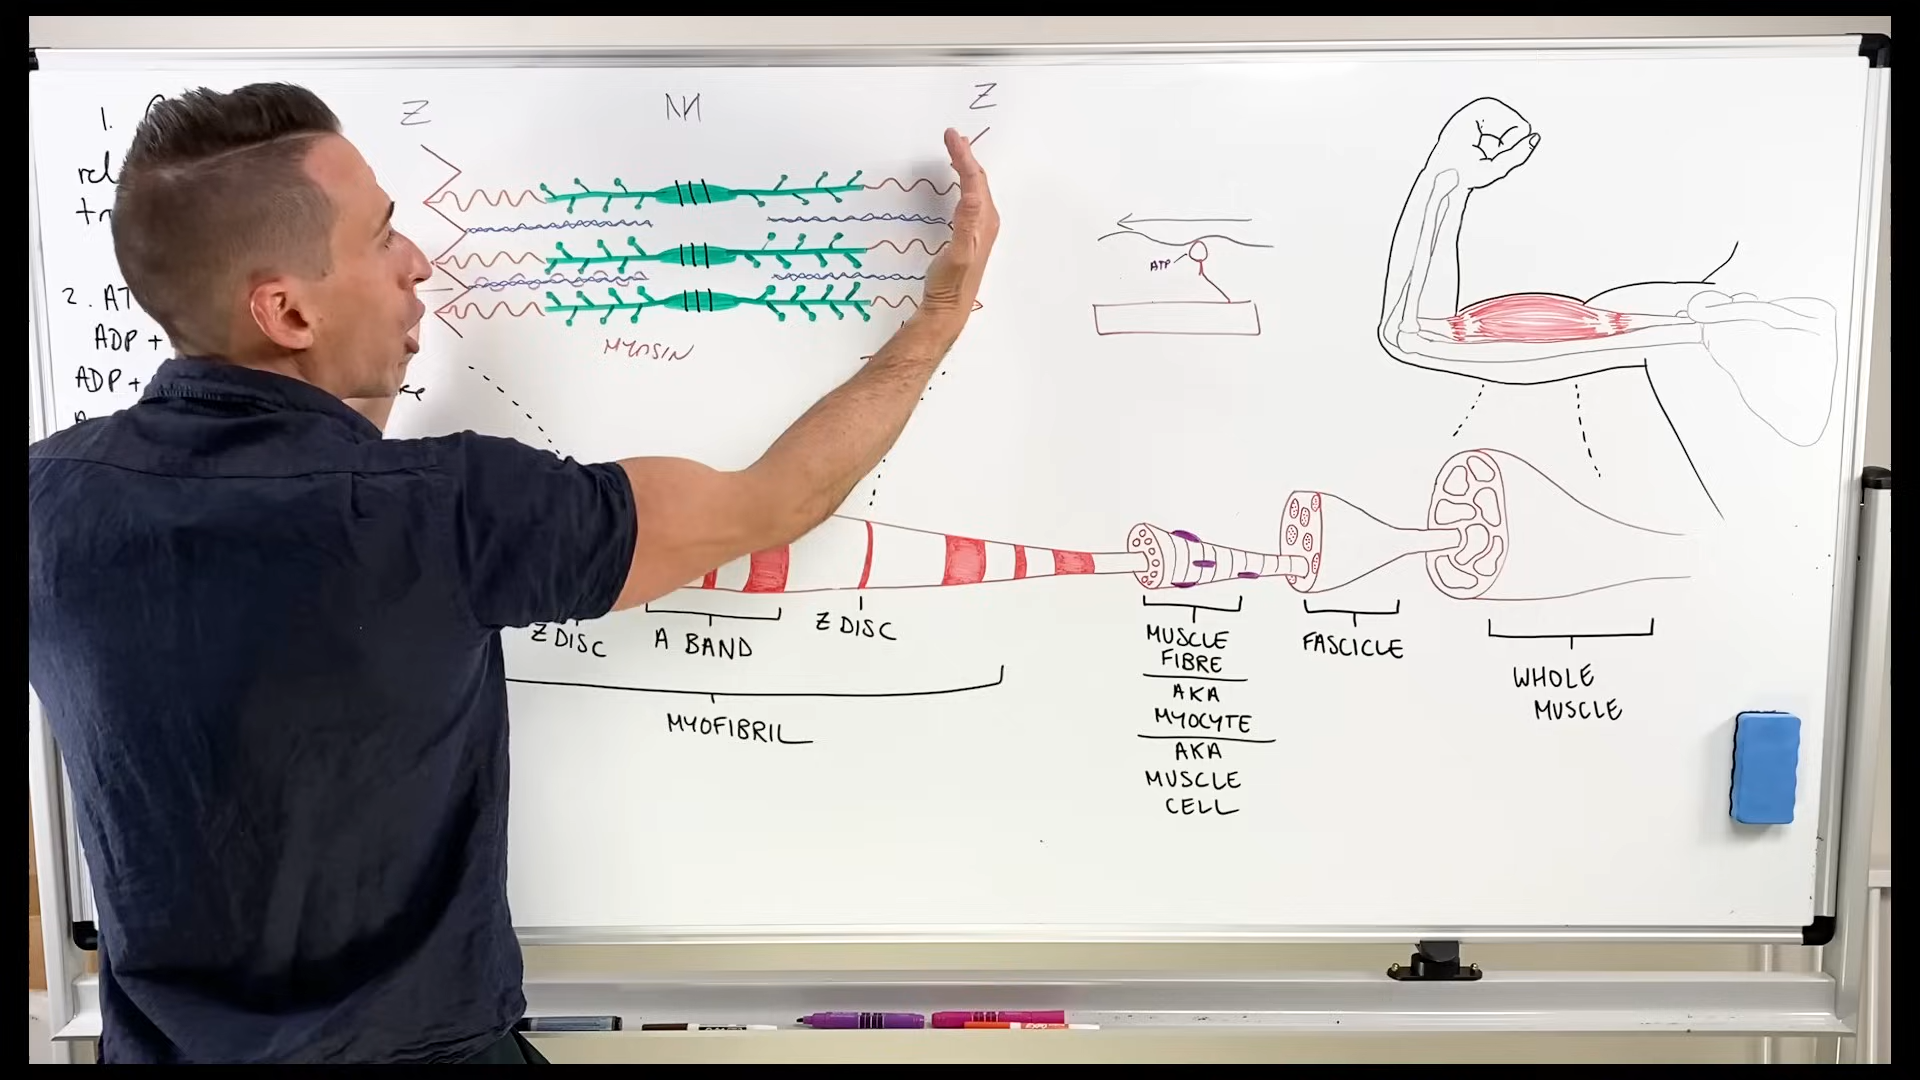 1.
Z
M
Z
2. AT
ADP +
ADP +
MYOSIN
ATP
Z DISC
A BAND
Z DISC
MYOFIBRIL
MUSCLE
FIBRE
AKA
MYOCYTE
AKA
MUSCLE
CELL
FASCICLE
WHOLE
MUSCLE